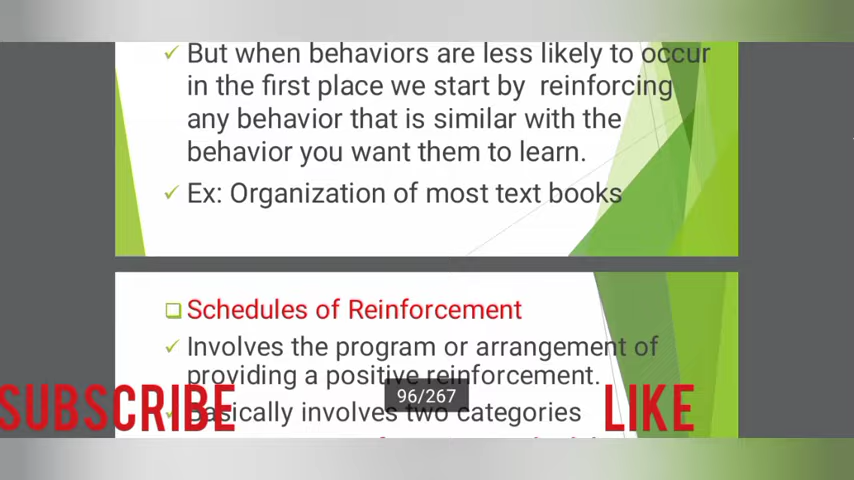 But when behaviors are less likely to occur
in the first place we start by reinforcing
any behavior that is similar with the
behavior you want them to learn.
Ex: Organization of most text books
Schedules of Reinforcement
Involves the program or arrangement of
providing a positive reinforcement.
Basically involves two categories
96/267
SUBSCRIBE
LIKE